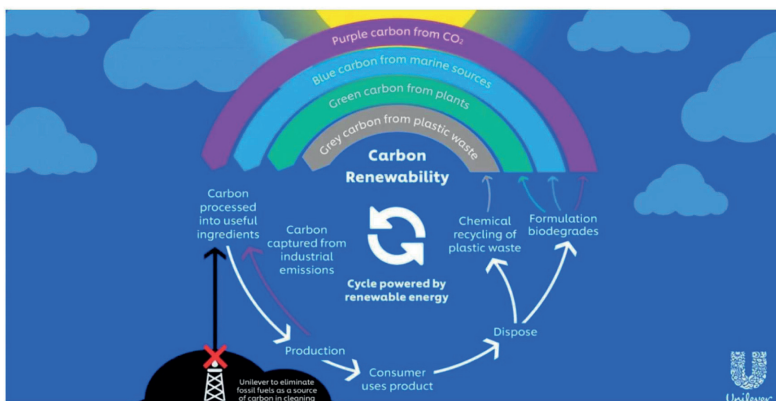 Purple carbon from CO₂
Blue carbon from marine sources
Green carbon from plants
Grey carbon from plastic waste
Carbon
Renewability
Carbon
processed
into useful
ingredients
Carbon
captured from
industrial
emissions
Chemical
recycling of
plastic waste
Formulation
biodegrades
Cycle powered by
renewable energy
Dispose
Production
Consumer
uses product
Unilever to eliminate
fossil fuels as a source
of carbon in cleaning
Unilever